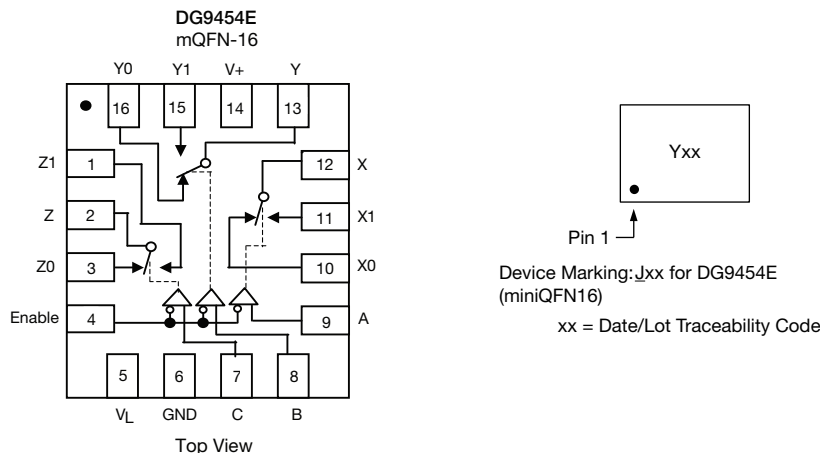 DG9454E
mQFN-16
Y0 Y1 V+ Y
16 15 14 13
Z1 1 12 X
Z 2 11 X1
Z0 3 10 X0
Enable 4 9 A
5 6 7 8
VL GND C B
Top View
Yxx
Pin 1
Device Marking: Jxx for DG9454E
(miniQFN16)
xx = Date/Lot Traceability Code